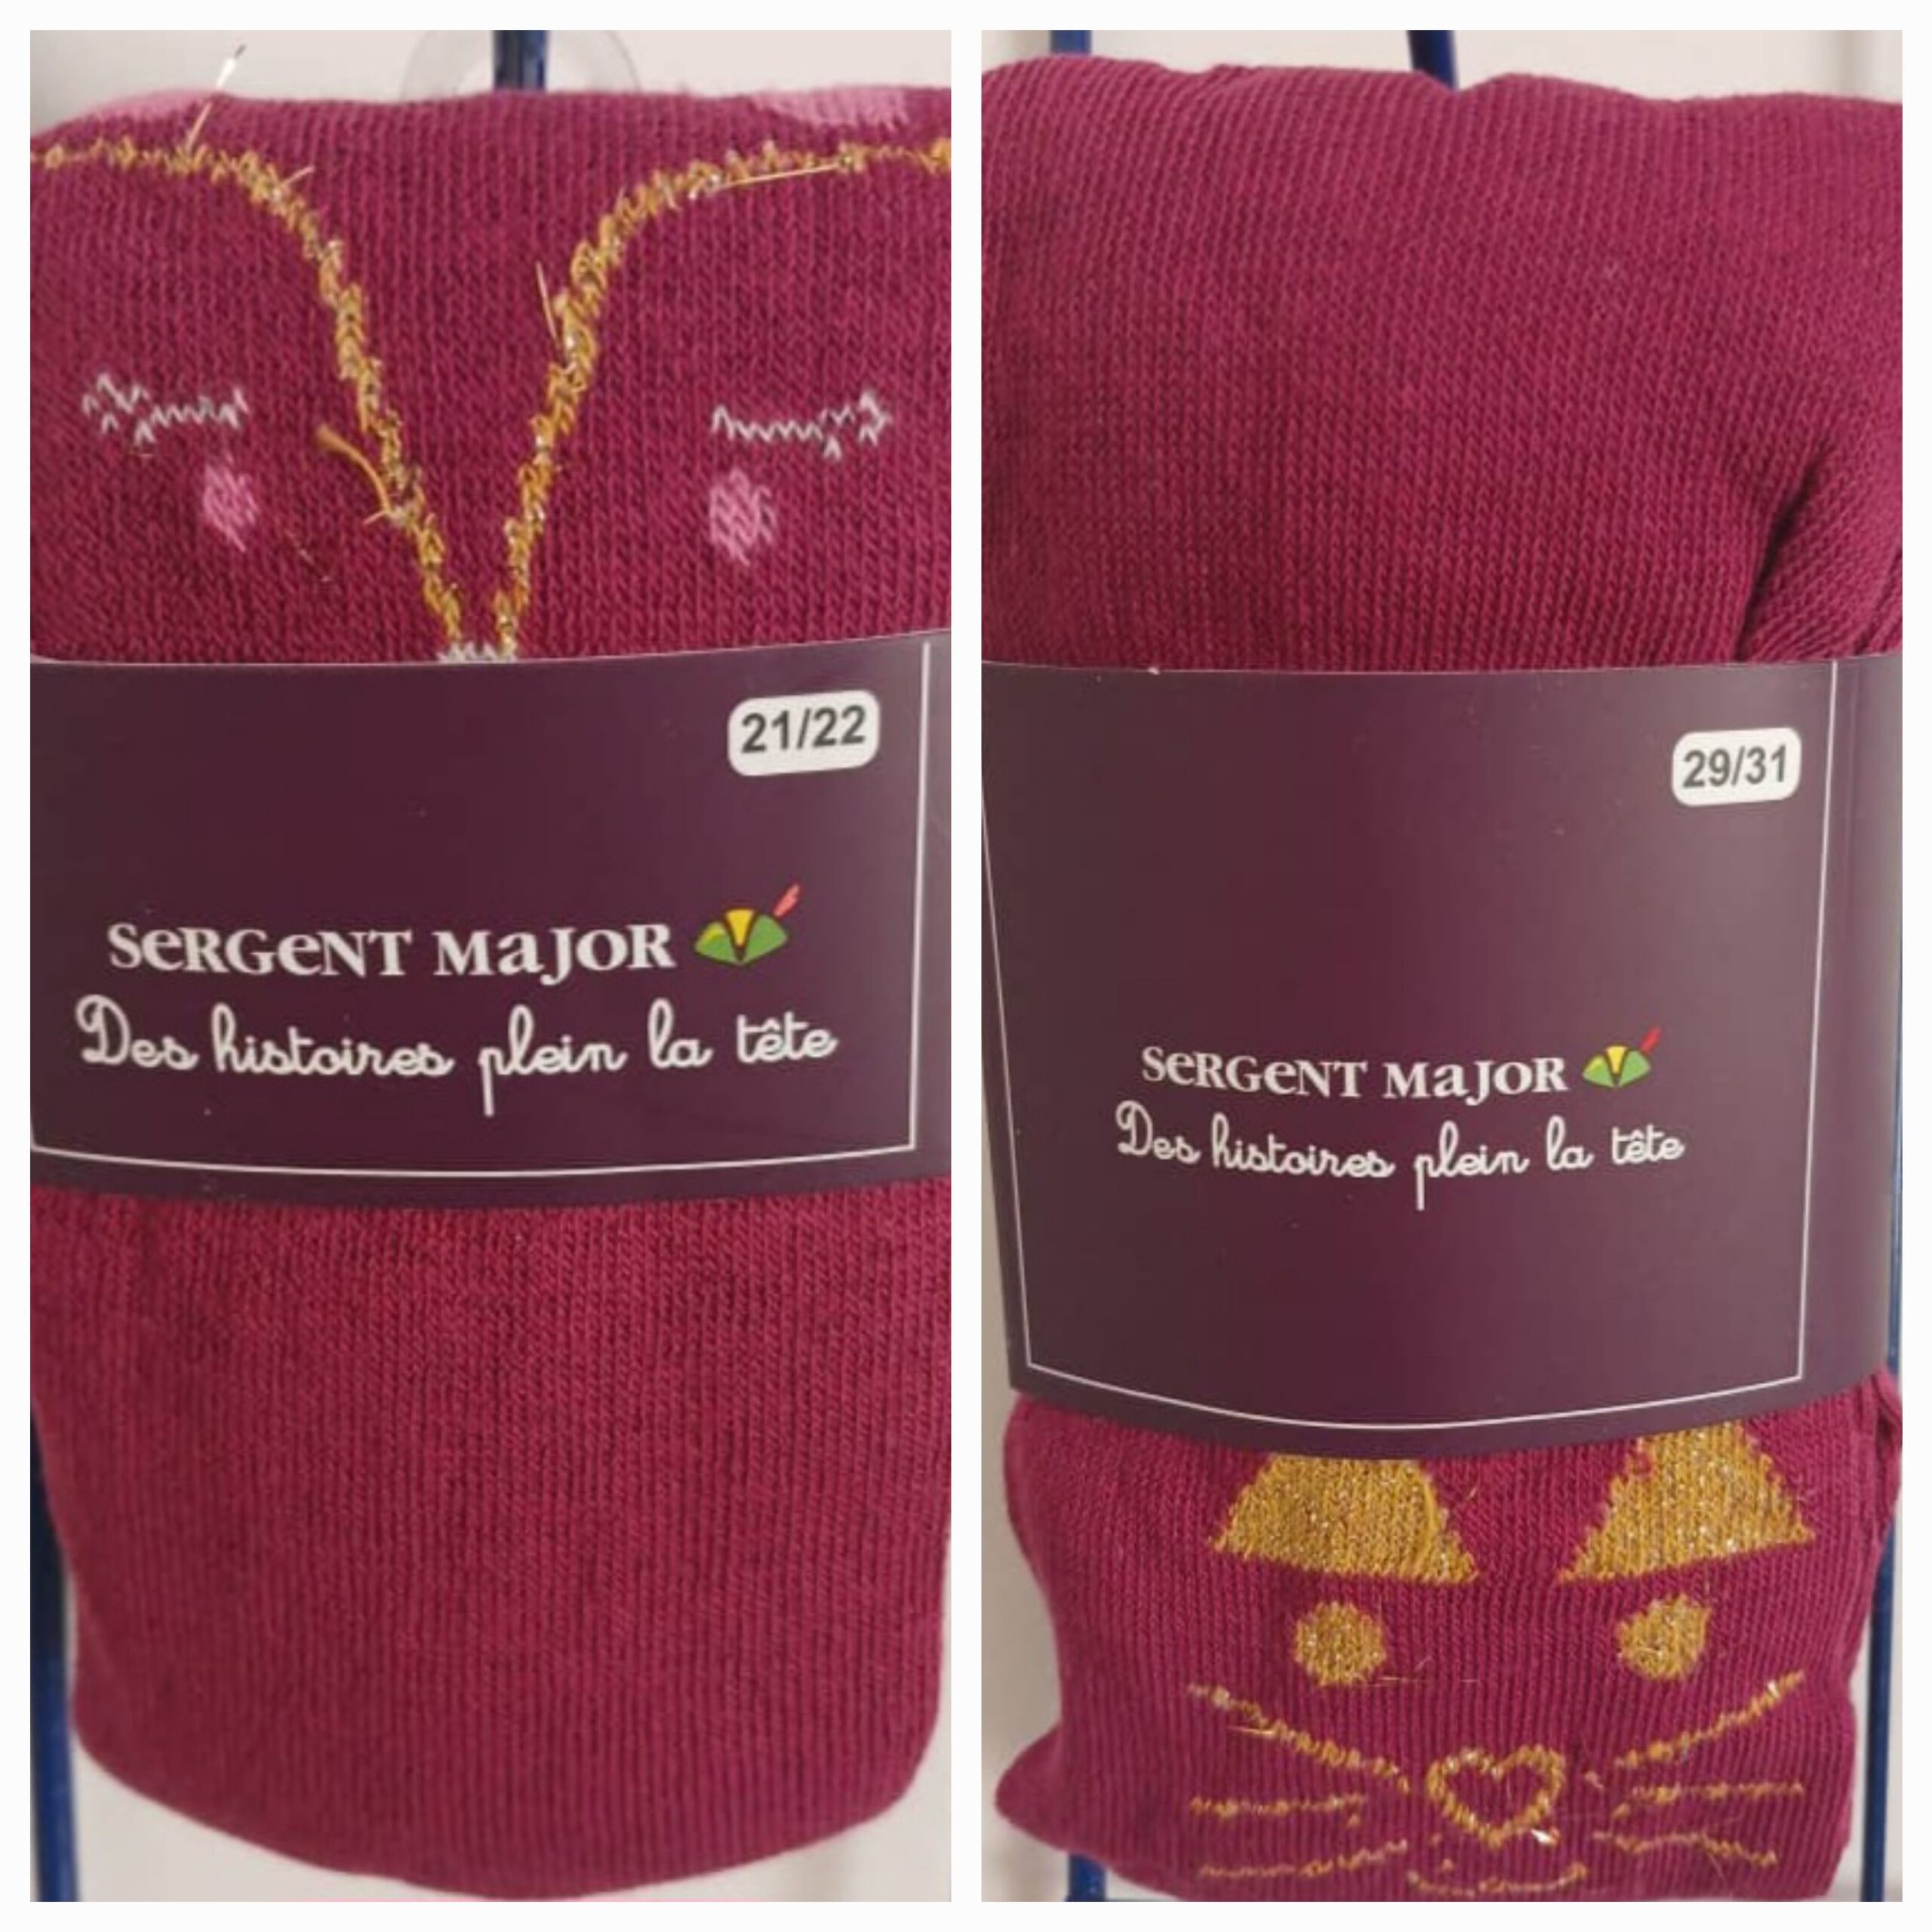 21/22
SeRGeNT MaJOR
Des histoires plein la tête
29/31
SeRGeNT MaJOR
Des histoires plein la tête